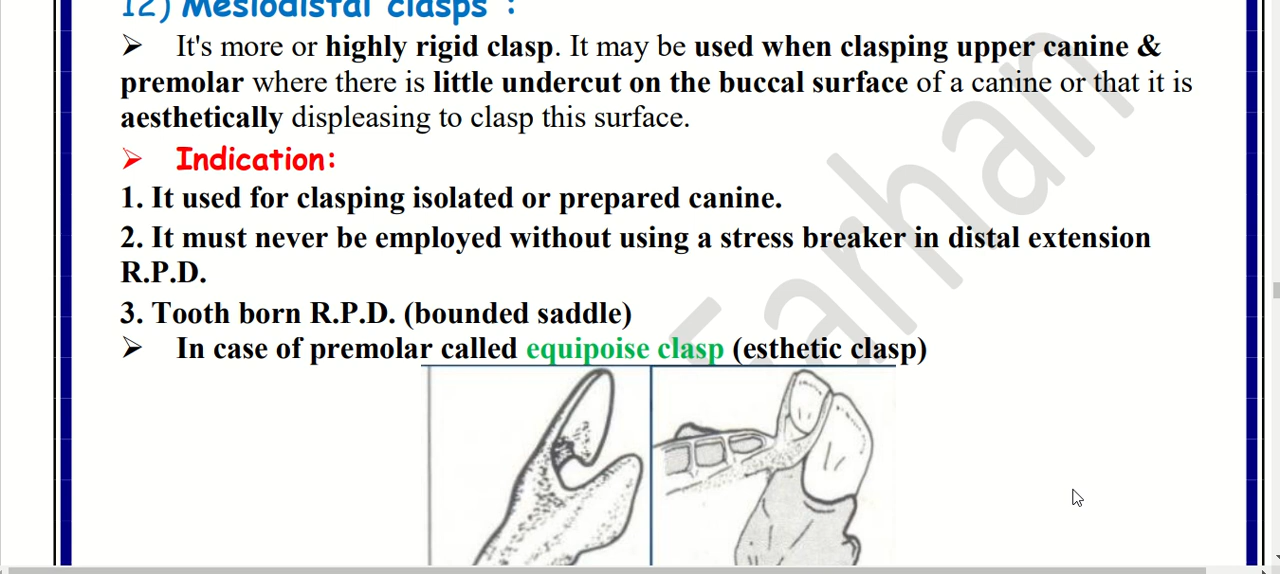 12) Mesiodistal clasps :
➢ It's more or highly rigid clasp. It may be used when clasping upper canine &
premolar where there is little undercut on the buccal surface of a canine or that it is
aesthetically displeasing to clasp this surface.
➢ Indication:
1. It used for clasping isolated or prepared canine.
2. It must never be employed without using a stress breaker in distal extension
R.P.D.
3. Tooth born R.P.D. (bounded saddle)
➢ In case of premolar called equipoise clasp (esthetic clasp)
Farhan